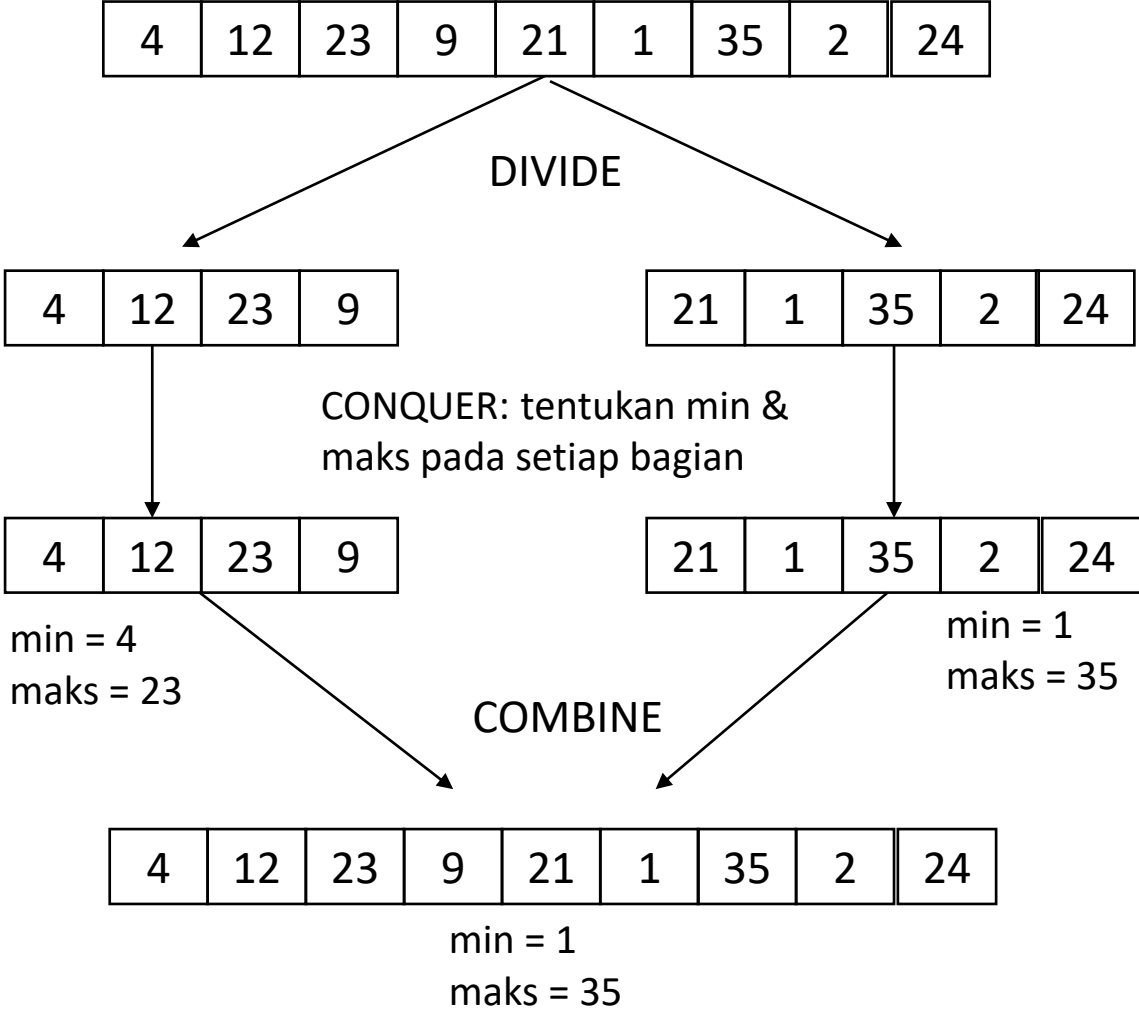 4 12 23 9 21 1 35 2 24
DIVIDE
4 12 23 9
21 1 35 2 24
CONQUER: tentukan min &
maks pada setiap bagian
4 12 23 9
21 1 35 2 24
min = 4
maks = 23
min = 1
maks = 35
COMBINE
4 12 23 9 21 1 35 2 24
min = 1
maks = 35